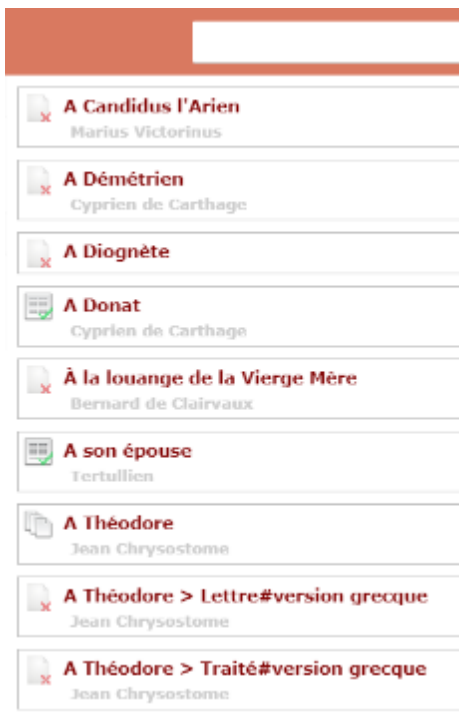 A Candidus l'Arien
Marius Victorinus
A Démétrien
Cyprien de Carthage
A Diognète
A Donat
Cyprien de Carthage
À la louange de la Vierge Mère
Bernard de Clairvaux
A son épouse
Tertullien
A Théodore
Jean Chrysostome
A Théodore > Lettre#version grecque
Jean Chrysostome
A Théodore > Traité#version grecque
Jean Chrysostome